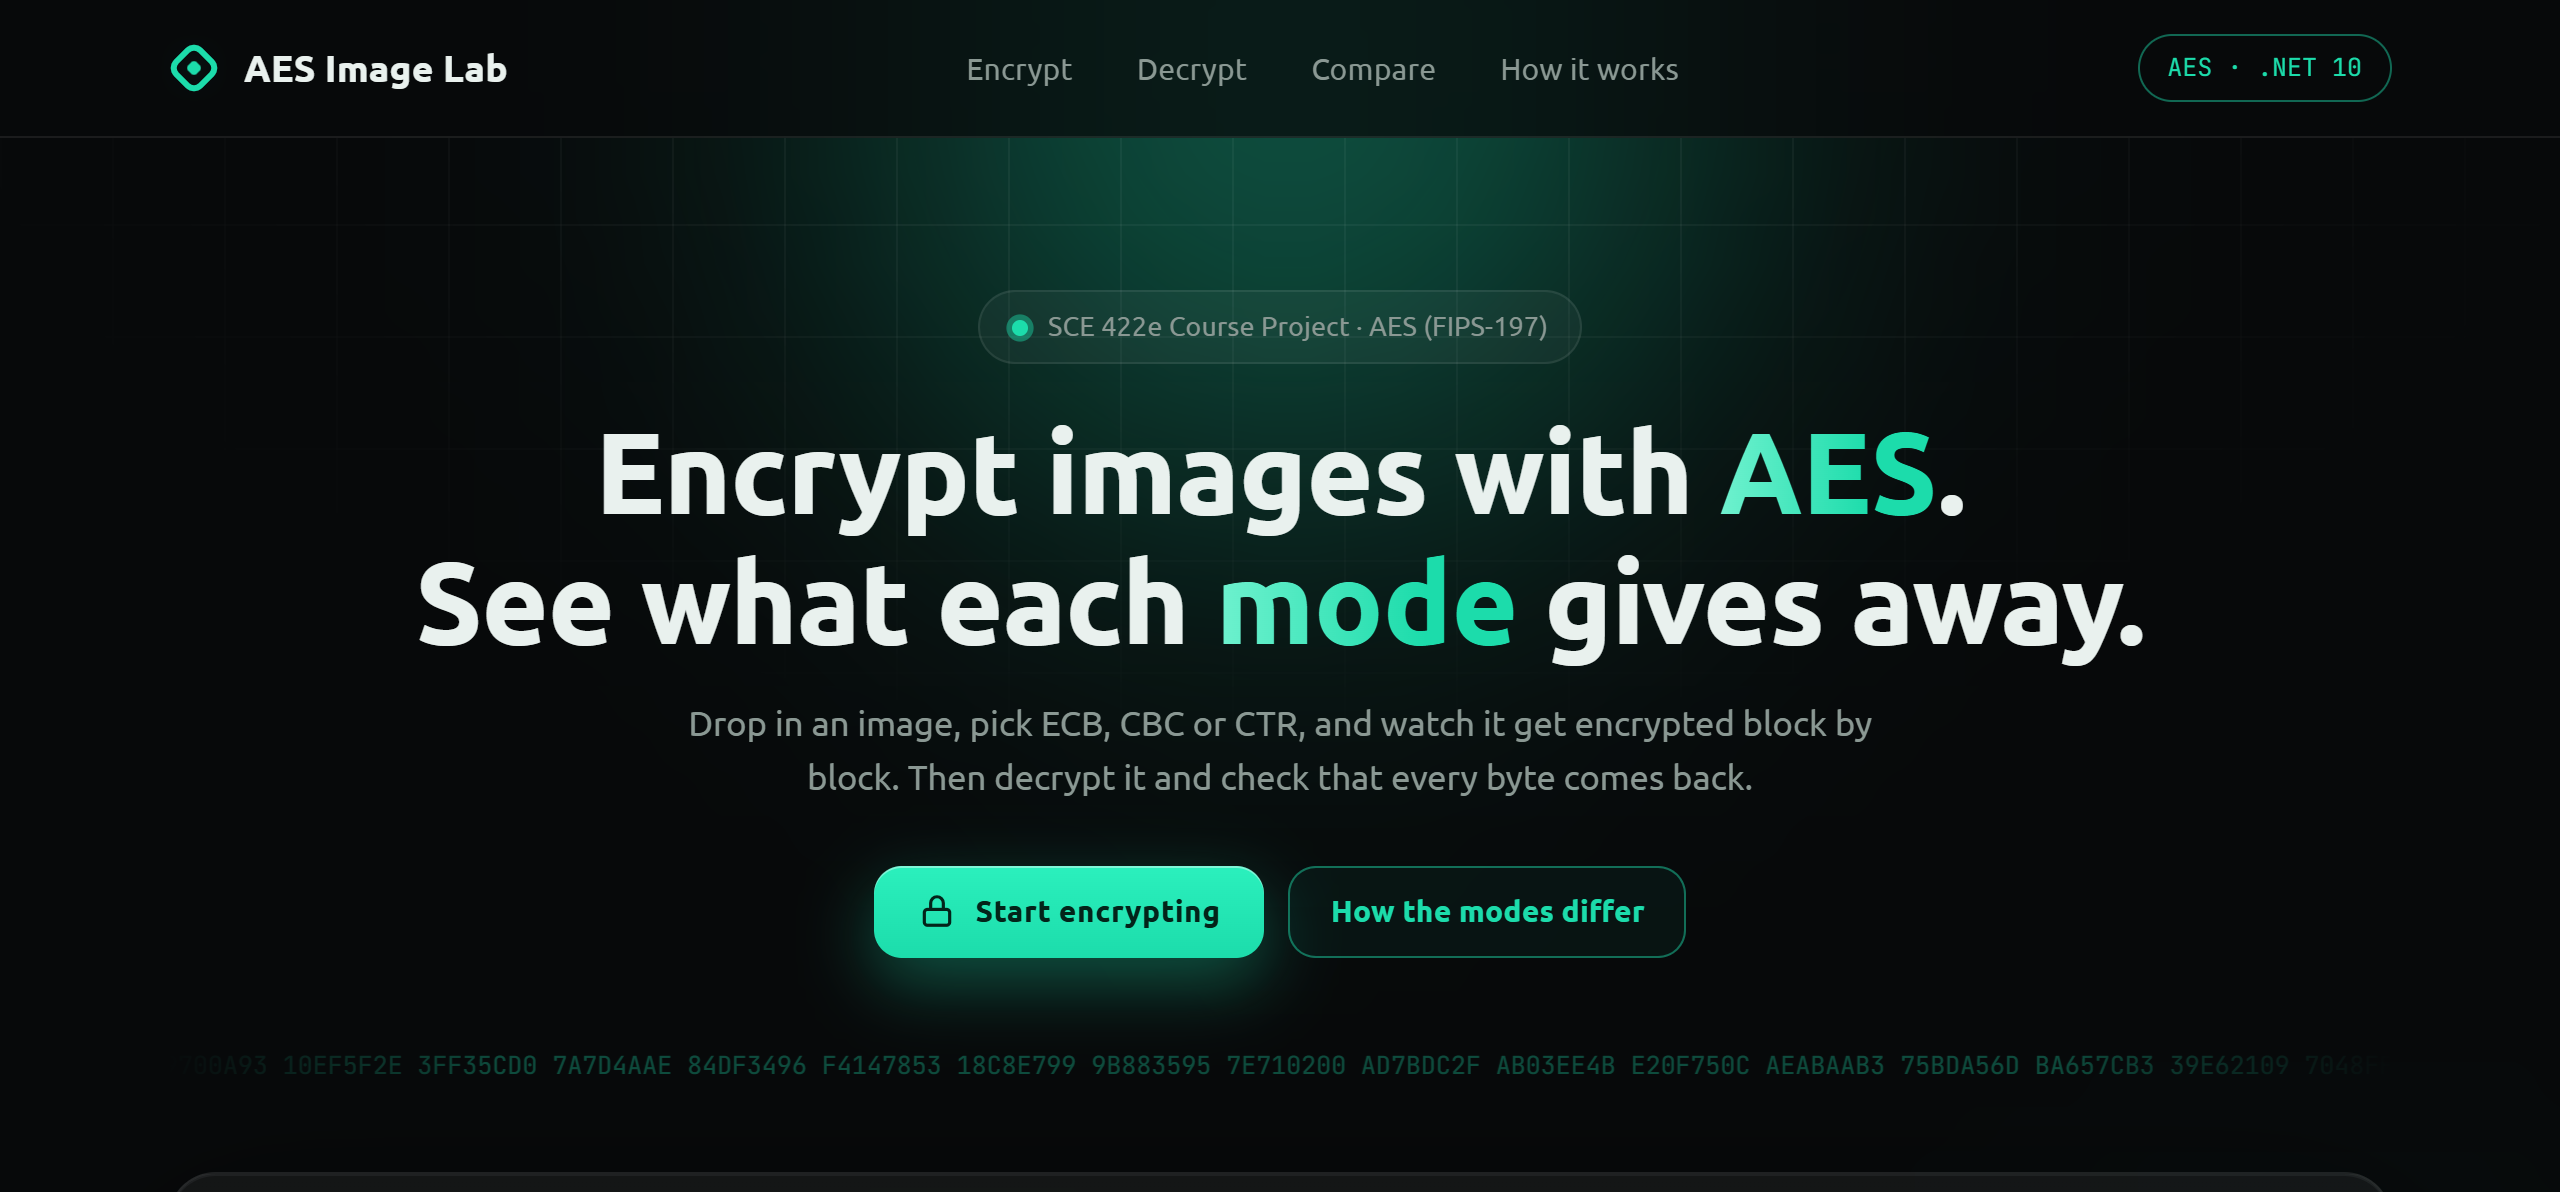 AES Image Lab
Encrypt
Decrypt
Compare
How it works
AES · .NET 10
SCE 422e Course Project · AES (FIPS-197)
Encrypt images with AES.
See what each mode gives away.
Drop in an image, pick ECB, CBC or CTR, and watch it get encrypted block by
block. Then decrypt it and check that every byte comes back.
Start encrypting
How the modes differ
10EF5F2E 3FF35CD0 7A7D4AAE 84DF3496 F4147853 18C8E799 9B883595 7E710200 AD7BDC2F AB03EE4B E20F750C AEABAAB3 75BDA56D BA657CB3 39E62109